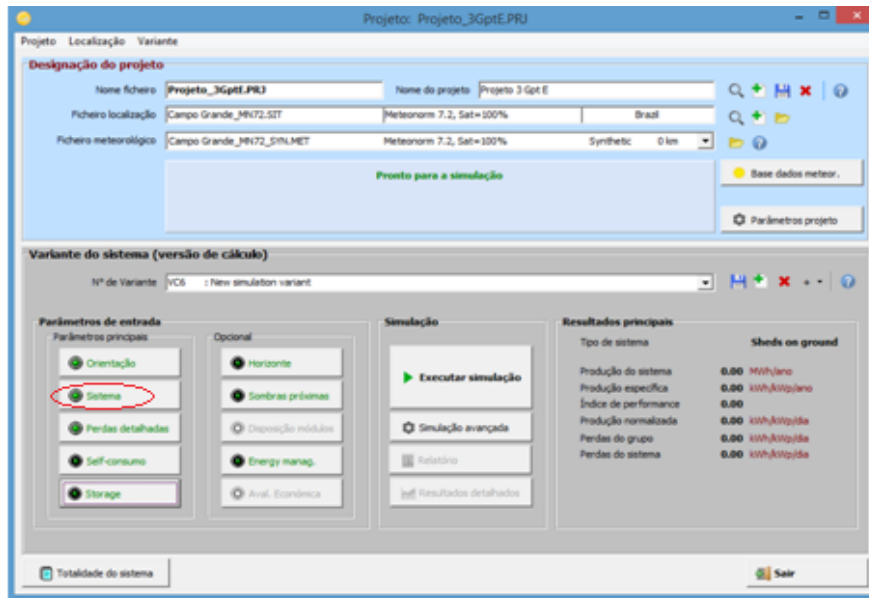 Projeto: Projeto_3GptE.PRJ
Projeto Localização Variante
Designação do projeto
Nome ficheiro Projeto_3GptE.PRJ Nome do projeto Projeto 3 Gpt E
Ficheiro localização Campo Grande_MN72.SIT Meteonorm 7.2, Sat=100% Brazil
Ficheiro meteorológico Campo Grande_MN72_SYN.MET Meteonorm 7.2, Sat=100% Synthetic 0 km
Pronto para a simulação
Base dados meteor.
Parâmetros projeto
Variante do sistema (versão de cálculo)
Nº de Variante VC6 : New simulation variant
Parâmetros de entrada
Parâmetros principais
Orientação
Sistema
Perdas detalhadas
Self-consumo
Storage
Opcional
Horizonte
Sombras próximas
Disposição módulos
Energy manag.
Aval. Económica
Simulação
Executar simulação
Simulação avançada
Relatório
Resultados detalhados
Resultados principais
Tipo de sistema Sheds on ground
Produção do sistema 0.00 MWh/ano
Produção específica 0.00 kWh/kWp/ano
Índice de performance 0.00
Produção normalizada 0.00 kWh/kWp/dia
Perdas do grupo 0.00 kWh/kWp/dia
Perdas do sistema 0.00 kWh/kWp/dia
Totalidade do sistema
Sair